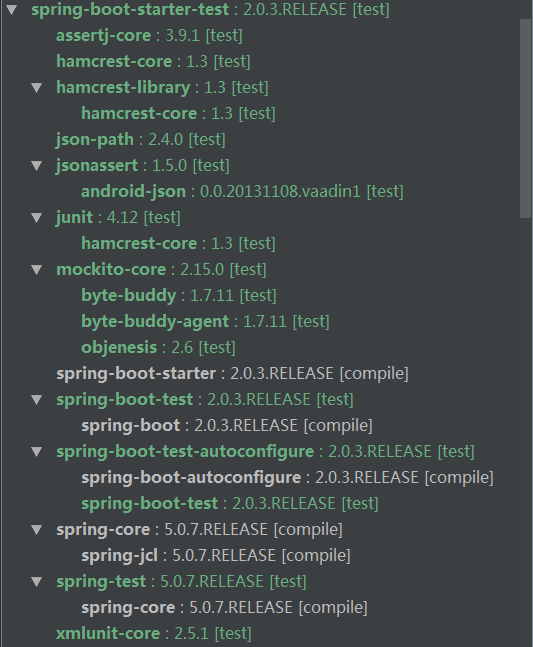 spring-boot-starter-test : 2.0.3.RELEASE [test]
assertj-core : 3.9.1 [test]
hamcrest-core : 1.3 [test]
hamcrest-library : 1.3 [test]
hamcrest-core : 1.3 [test]
json-path : 2.4.0 [test]
jsonassert : 1.5.0 [test]
android-json : 0.0.20131108.vaadin1 [test]
junit : 4.12 [test]
hamcrest-core : 1.3 [test]
mockito-core : 2.15.0 [test]
byte-buddy : 1.7.11 [test]
byte-buddy-agent : 1.7.11 [test]
objenesis : 2.6 [test]
spring-boot-starter : 2.0.3.RELEASE [compile]
spring-boot-test : 2.0.3.RELEASE [test]
spring-boot : 2.0.3.RELEASE [compile]
spring-boot-test-autoconfigure : 2.0.3.RELEASE [test]
spring-boot-autoconfigure : 2.0.3.RELEASE [compile]
spring-boot-test : 2.0.3.RELEASE [test]
spring-core : 5.0.7.RELEASE [compile]
spring-jcl : 5.0.7.RELEASE [compile]
spring-test : 5.0.7.RELEASE [test]
spring-core : 5.0.7.RELEASE [compile]
xmlunit-core : 2.5.1 [test]